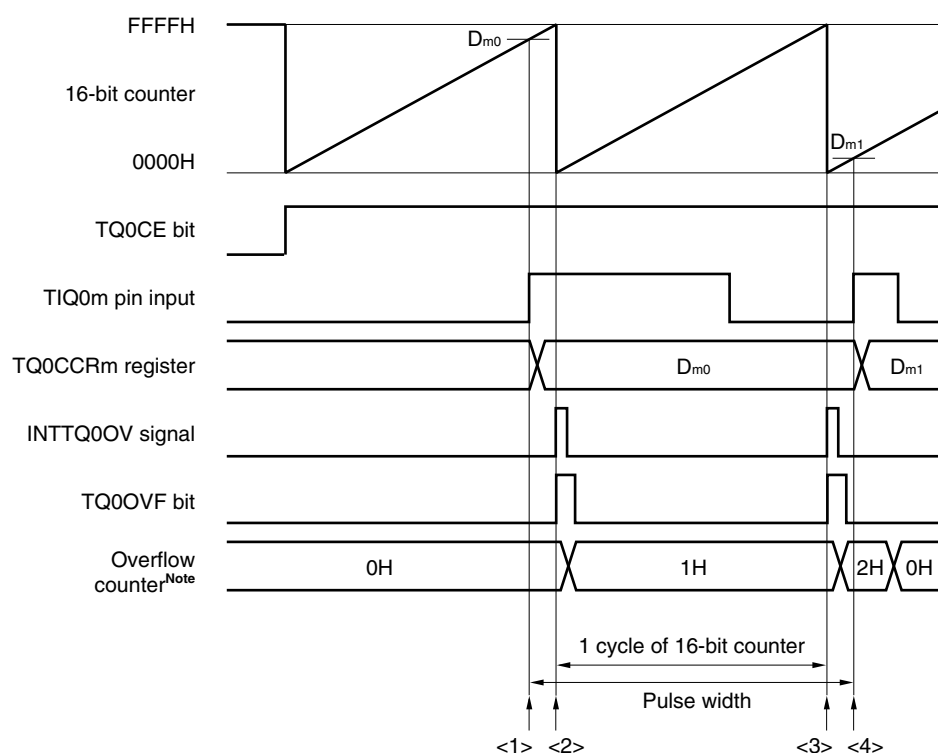 FFFFH
Dm0
16-bit counter
0000H
Dm1
TQ0CE bit
TIQ0m pin input
TQ0CCRm register
Dm0
Dm1
INTTQ0OV signal
TQ0OVF bit
Overflow
counterNote
0H
1H
2H
0H
1 cycle of 16-bit counter
Pulse width
<1> <2> <3> <4>